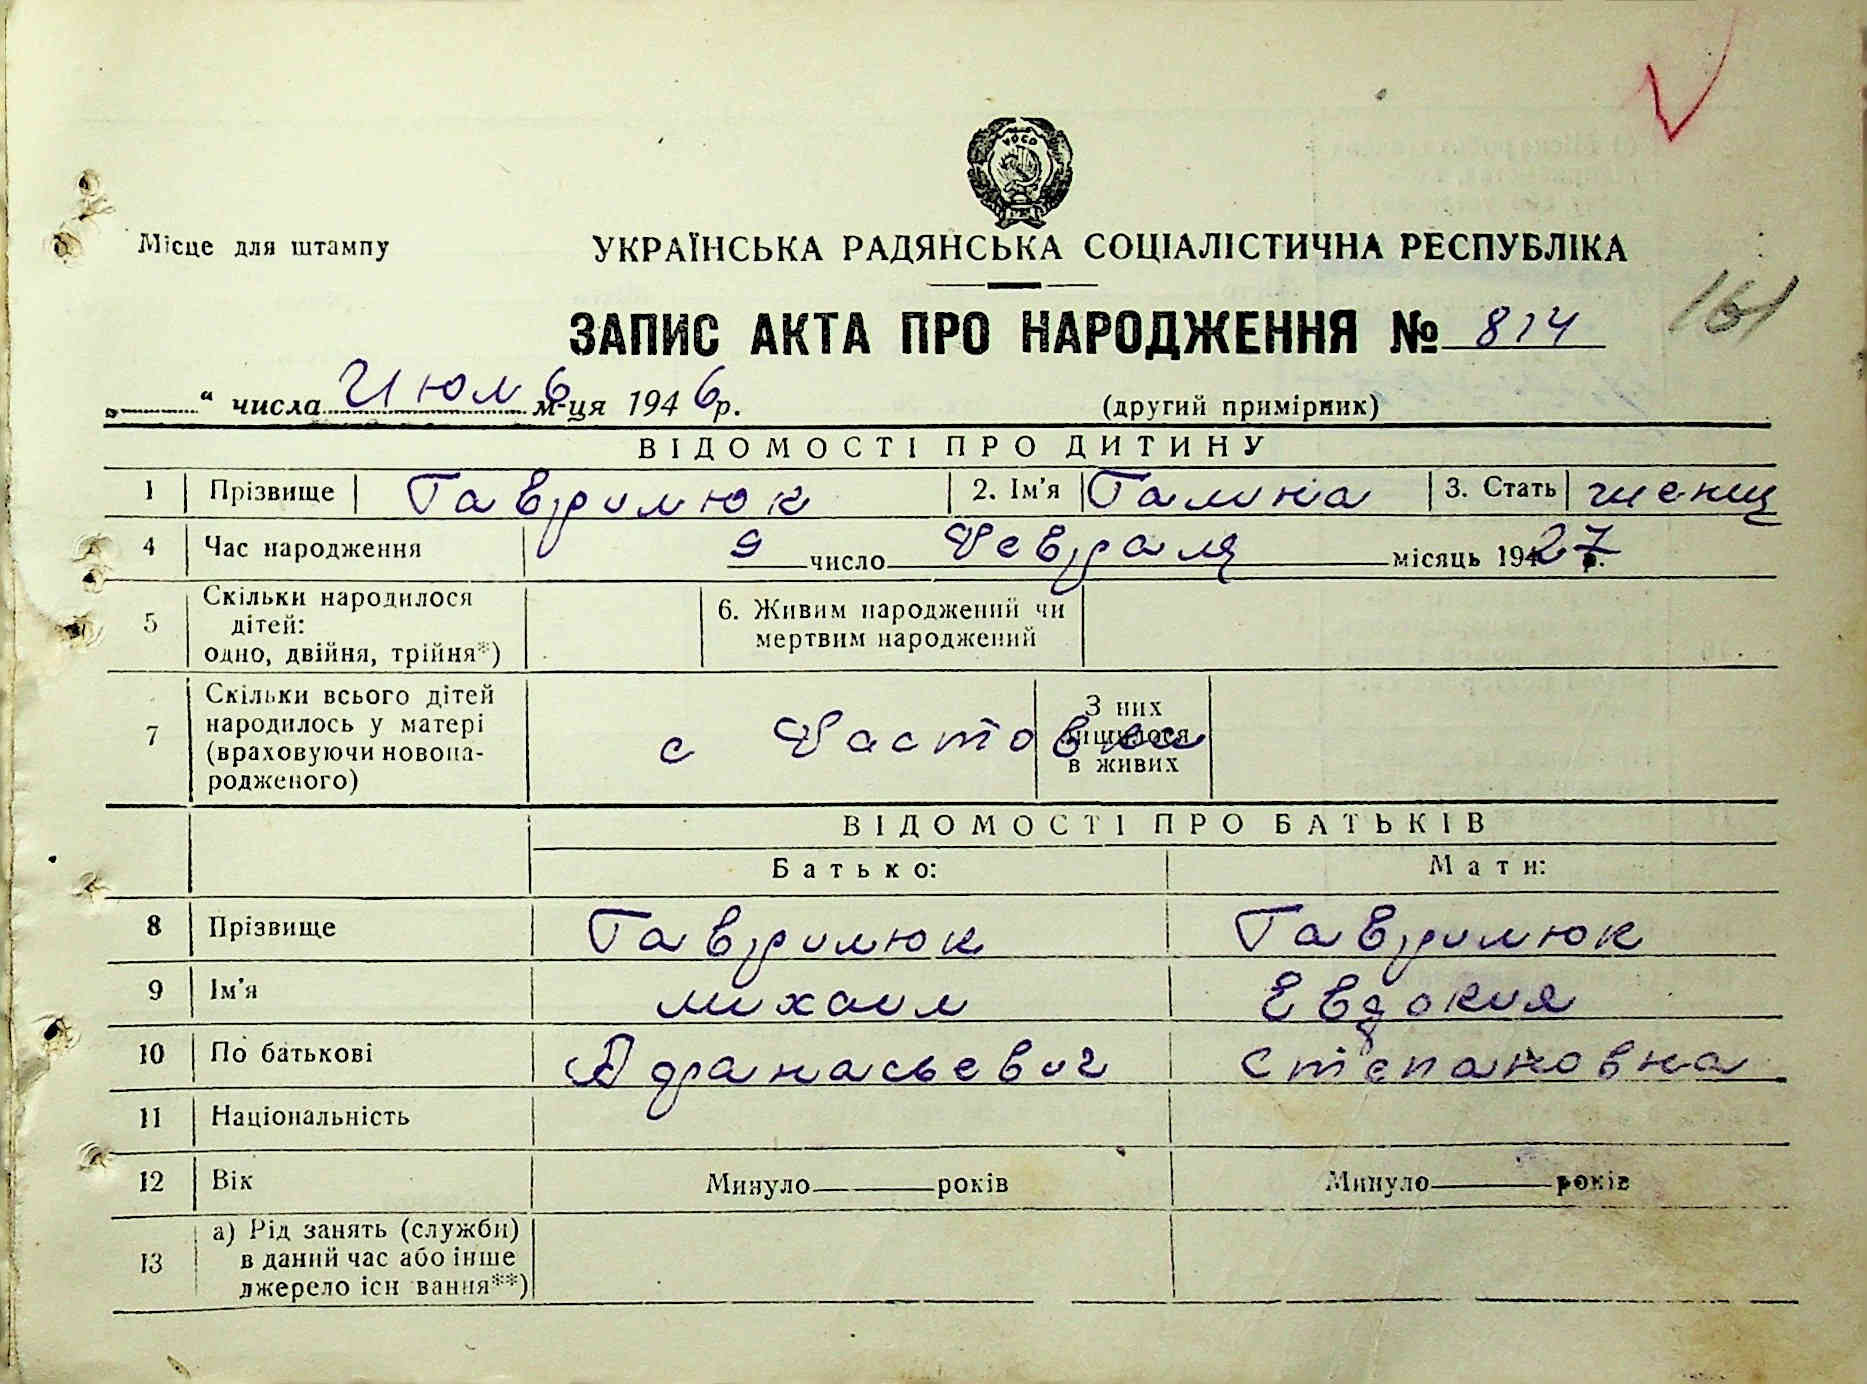 УРСР
Місце для штампу
УКРАЇНСЬКА РАДЯНСЬКА СОЦІАЛІСТИЧНА РЕСПУБЛІКА
161
ЗАПИС АКТА ПРО НАРОДЖЕННЯ № 814
„ “ числа Июль м-ця 1946 р. (другий примірник)
ВІДОМОСТІ ПРО ДИТИНУ
1 Прізвище Гаврилюк 2. Ім'я Галина 3. Стать женщ
4 Час народження 9 число Февраля місяць 1927 р.
5 Скільки народилося дітей: одно, двійня, трійня*) 6. Живим народжений чи мертвим народжений
7 Скільки всього дітей народилось у матері (враховуючи новонародженого) с Фастовка З них лишилося в живих
ВІДОМОСТІ ПРО БАТЬКІВ
Батько: Мати:
8 Прізвище Гаврилюк Гаврилюк
9 Ім'я Михаил Евдокия
10 По батькові Афанасьевич Степановна
11 Національність
12 Вік Минуло років Минуло років
13 а) Рід занять (служби) в даний час або інше джерело існ вання**)